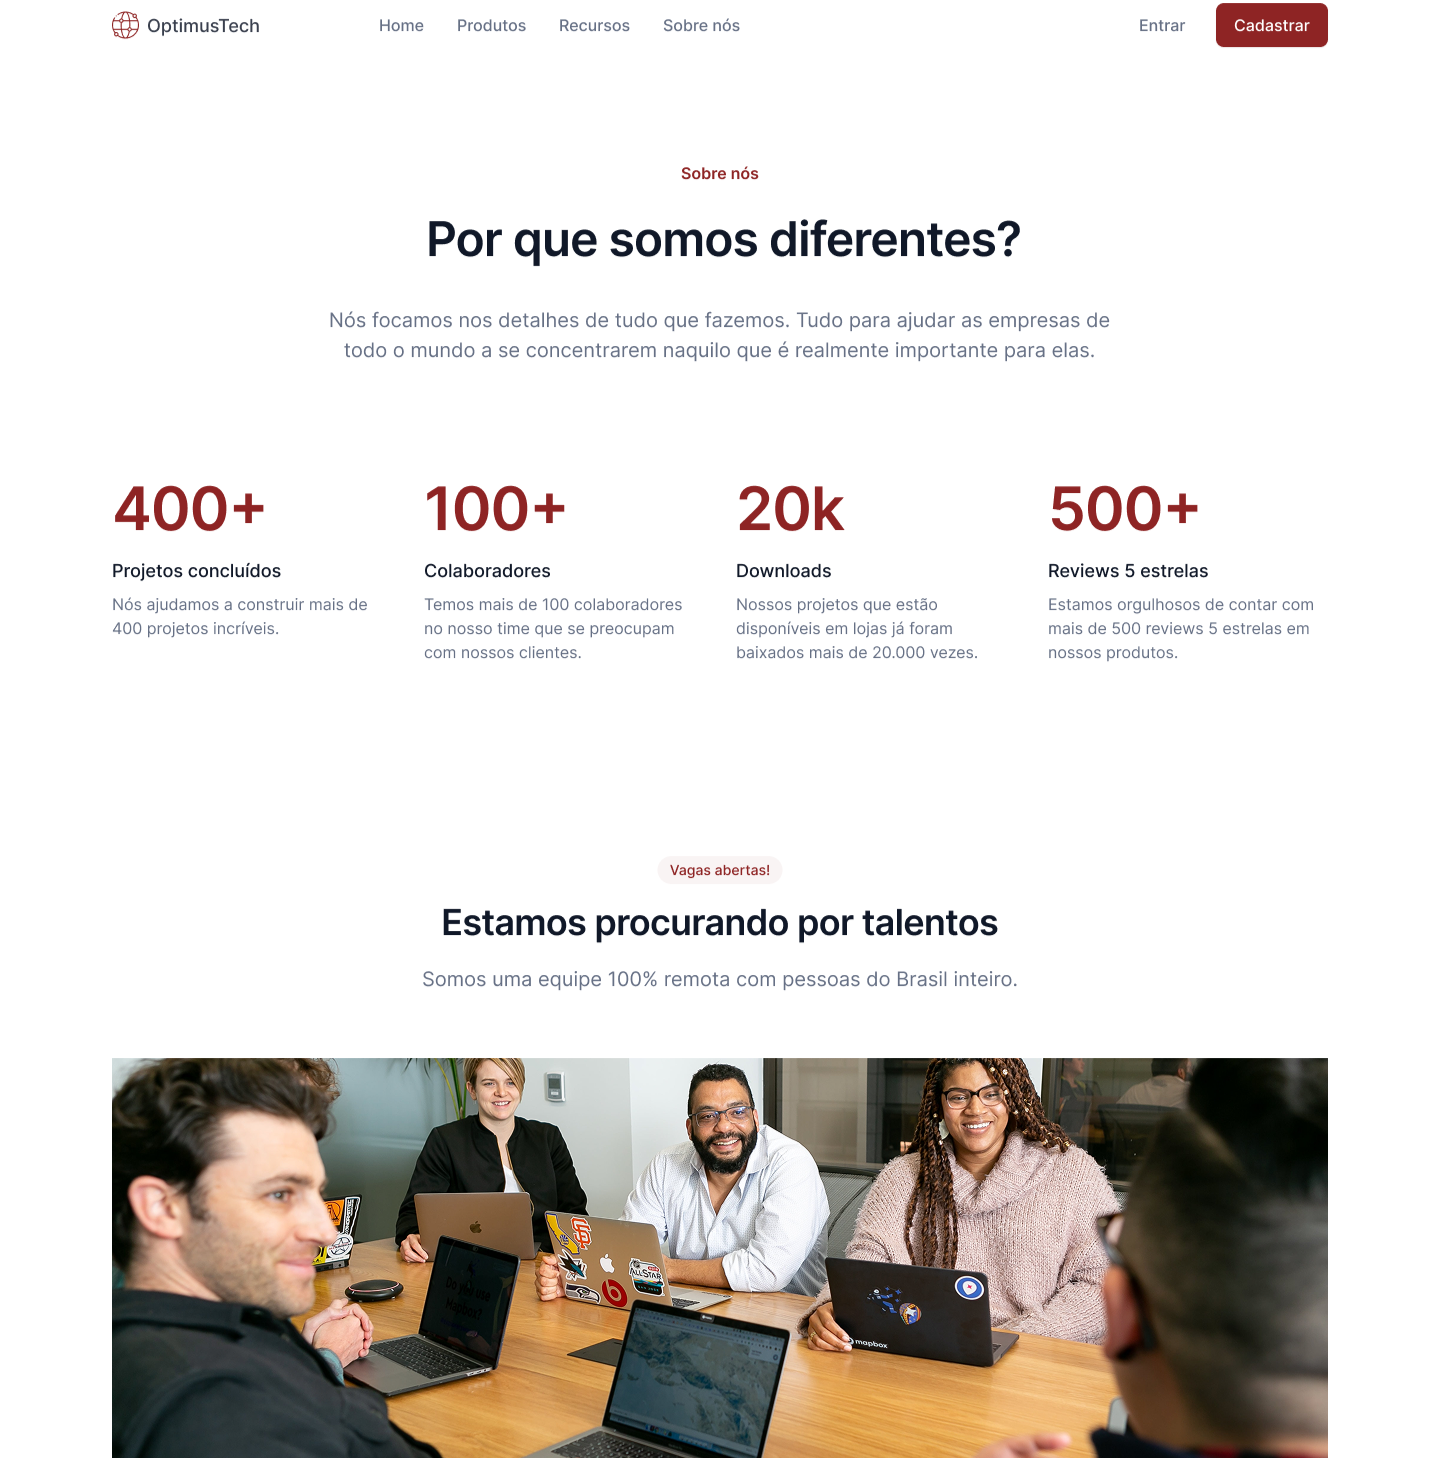 OptimusTech
Home Produtos Recursos Sobre nós
Entrar Cadastrar
Sobre nós
Por que somos diferentes?
Nós focamos nos detalhes de tudo que fazemos. Tudo para ajudar as empresas de
todo o mundo a se concentrarem naquilo que é realmente importante para elas.
400+
Projetos concluídos
Nós ajudamos a construir mais de
400 projetos incríveis.
100+
Colaboradores
Temos mais de 100 colaboradores
no nosso time que se preocupam
com nossos clientes.
20k
Downloads
Nossos projetos que estão
disponíveis em lojas já foram
baixados mais de 20.000 vezes.
500+
Reviews 5 estrelas
Estamos orgulhosos de contar com
mais de 500 reviews 5 estrelas em
nossos produtos.
Vagas abertas!
Estamos procurando por talentos
Somos uma equipe 100% remota com pessoas do Brasil inteiro.
Do you use
Mapbox?
ALL STAR
mapbox